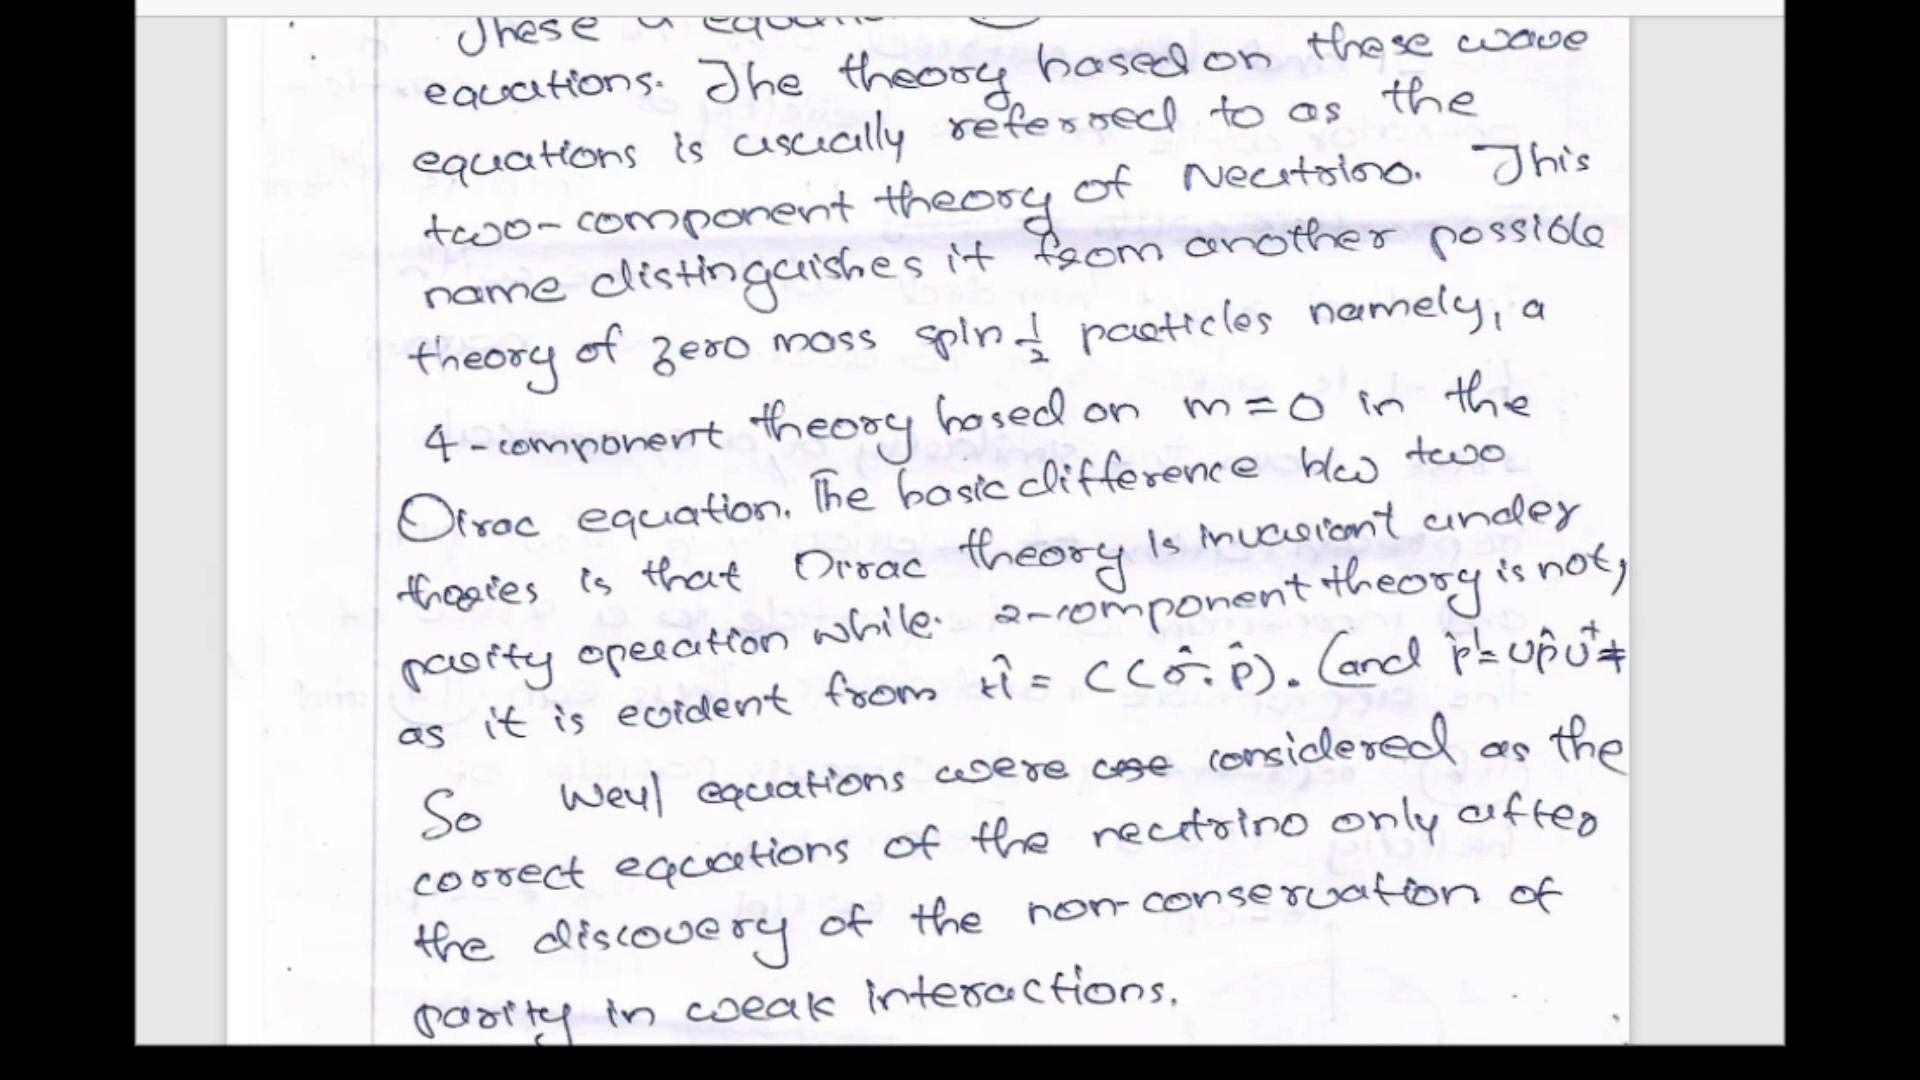 These
equations. The theory based on these wave
equations is usually referred to as the
two-component theory of Neutrino. This
name distinguishes it from another possible
theory of zero mass spin 1/2 particles namely, a
4-component theory based on m = 0 in the
Dirac equation. The basic difference b/w two
thories is that Dirac theory is invariant under
parity operation while 2-component theory is not,
as it is evident from Ĥ = C(σ̂. p̂). (and p̂' = Up̂U⁺ =
So Weyl equations were considered as the
correct equations of the neutrino only after
the discovery of the non-conservation of
parity in weak interactions.